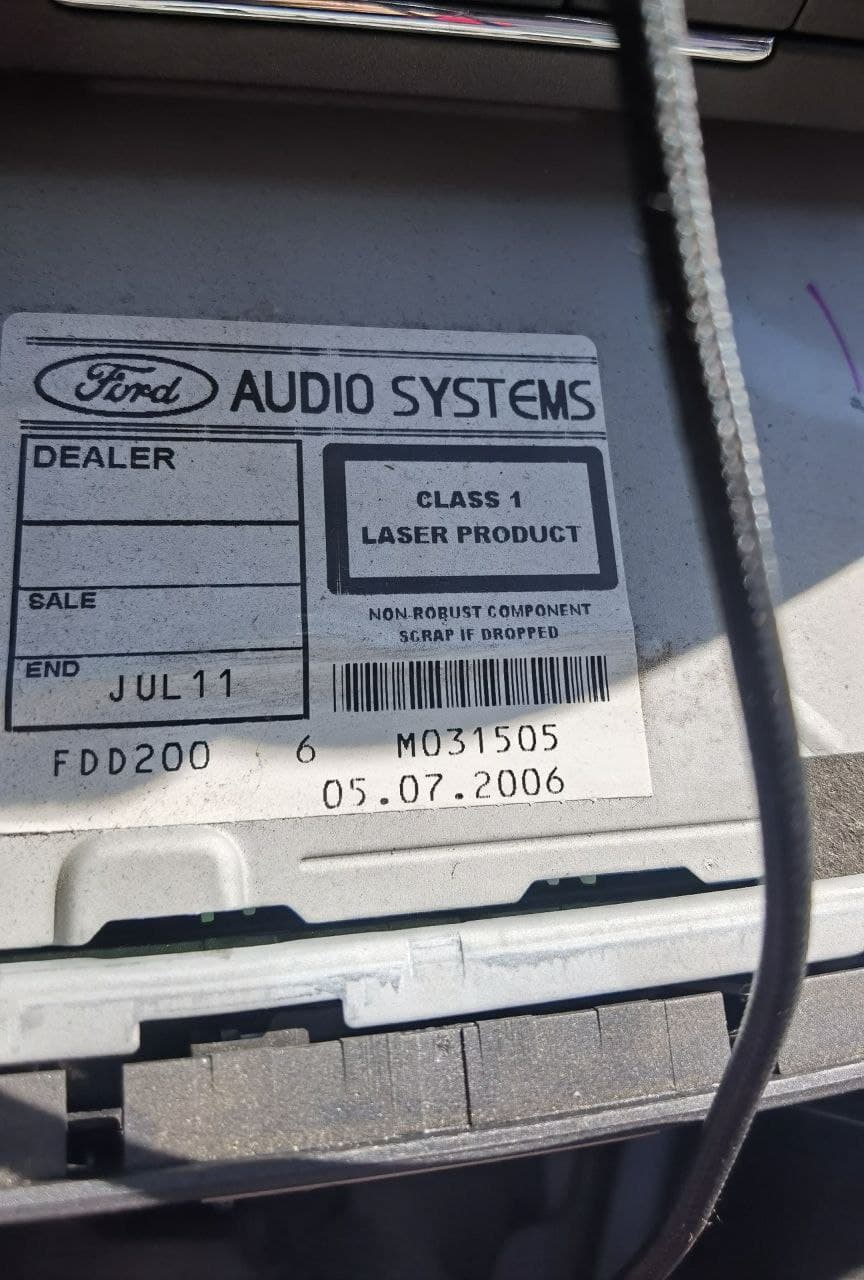 Ford AUDIO SYSTEMS
DEALER
SALE
END JUL11
CLASS 1
LASER PRODUCT
NON-ROBUST COMPONENT
SCRAP IF DROPPED
FDD200 6 M031505
05.07.2006